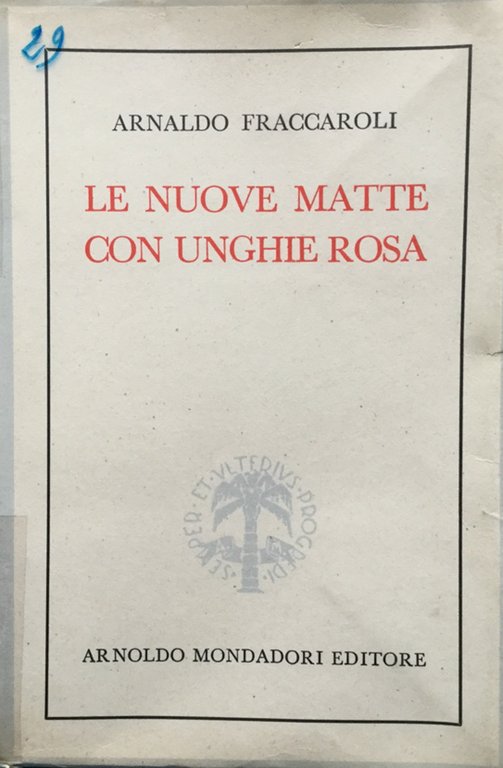 29
ARNALDO FRACCAROLI
LE NUOVE MATTE
CON UNGHIE ROSA
·SEMPER·ET·VLTERIVS·PROGREDI·
ARNOLDO MONDADORI EDITORE